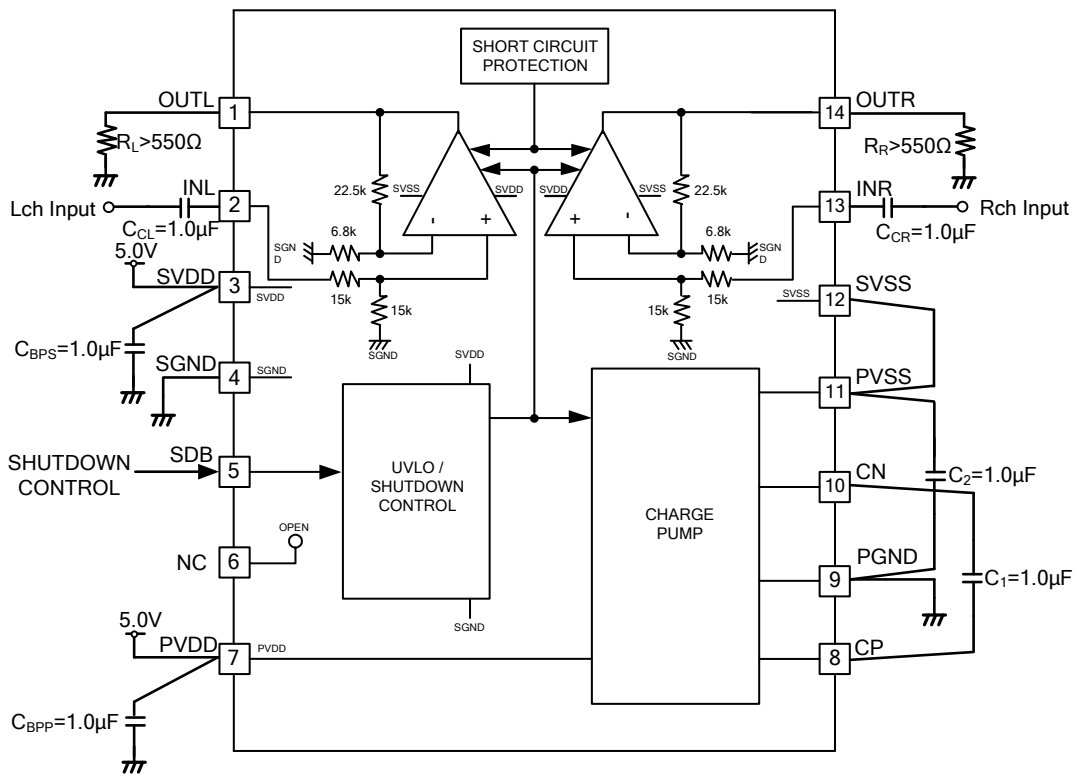 SHORT CIRCUIT
PROTECTION
OUTL
1
14
OUTR
RL>550Ω
RR>550Ω
22.5k
SVSS
SVDD
SVDD
SVSS
22.5k
INL
2
13
INR
Lch Input
Rch Input
CCL=1.0µF
CCR=1.0µF
-
+
+
-
6.8k
SGN
D
6.8k
SGN
D
15k
15k
15k
15k
SGND
SGND
5.0V
SVDD
3
SVDD
SVSS
12
SVSS
CBPS=1.0µF
SGND
4
SGND
SVDD
11
PVSS
SHUTDOWN
CONTROL
SDB
5
UVLO /
SHUTDOWN
CONTROL
10
CN
C2=1.0µF
CHARGE
PUMP
OPEN
NC
6
9
PGND
C1=1.0µF
SGND
5.0V
PVDD
7
PVDD
8
CP
CBPP=1.0µF